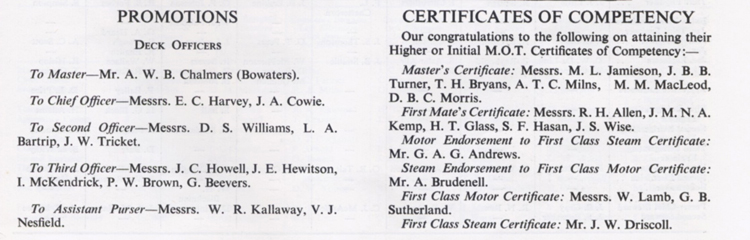 PROMOTIONS
DECK OFFICERS
To Master—Mr. A. W. B. Chalmers (Bowaters).
To Chief Officer—Messrs. E. C. Harvey, J. A. Cowie.
To Second Officer—Messrs. D. S. Williams, L. A.
Bartrip, J. W. Tricket.
To Third Officer—Messrs. J. C. Howell, J. E. Hewitson,
I. McKendrick, P. W. Brown, G. Beevers.
To Assistant Purser—Messrs. W. R. Kallaway, V. J.
Nesfield.
CERTIFICATES OF COMPETENCY
Our congratulations to the following on attaining their
Higher or Initial M.O.T. Certificates of Competency:—
Master's Certificate: Messrs. M. L. Jamieson, J. B. B.
Turner, T. H. Bryans, A. T. C. Milns, M. M. MacLeod,
D. B. C. Morris.
First Mate's Certificate: Messrs. R. H. Allen, J. M. N. A.
Kemp, H. T. Glass, S. F. Hasan, J. S. Wise.
Motor Endorsement to First Class Steam Certificate:
Mr. G. A. G. Andrews.
Steam Endorsement to First Class Motor Certificate:
Mr. A. Brudenell.
First Class Motor Certificate: Messrs. W. Lamb, G. B.
Sutherland.
First Class Steam Certificate: Mr. J. W. Driscoll.